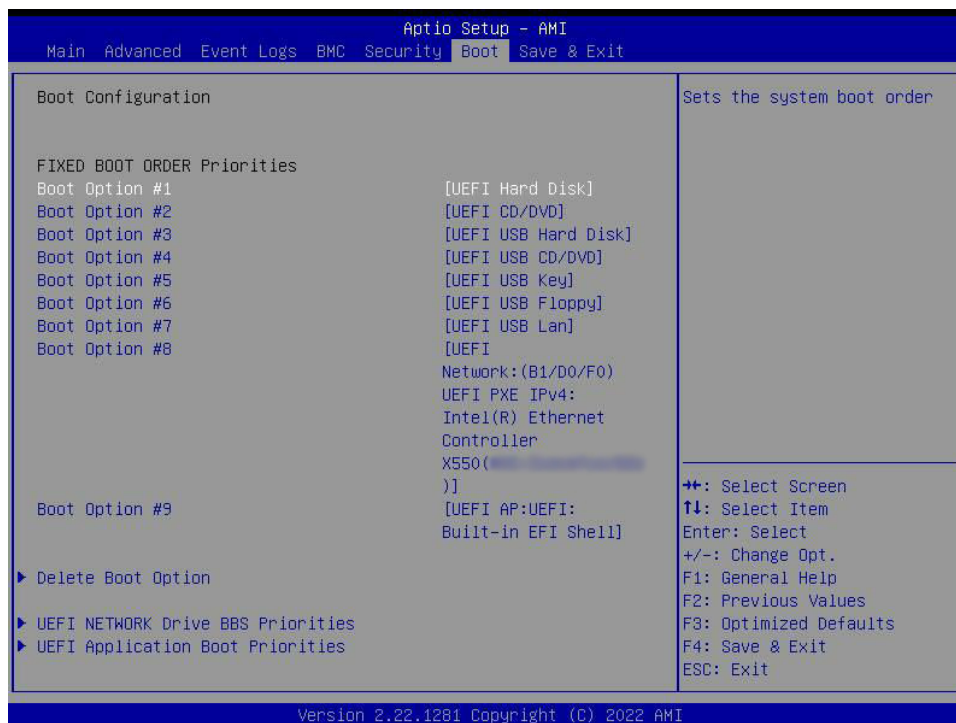 Aptio Setup – AMI
Main Advanced Event Logs BMC Security Boot Save & Exit
Boot Configuration
Sets the system boot order
FIXED BOOT ORDER Priorities
Boot Option #1 [UEFI Hard Disk]
Boot Option #2 [UEFI CD/DVD]
Boot Option #3 [UEFI USB Hard Disk]
Boot Option #4 [UEFI USB CD/DVD]
Boot Option #5 [UEFI USB Key]
Boot Option #6 [UEFI USB Floppy]
Boot Option #7 [UEFI USB Lan]
Boot Option #8 [UEFI
Network:(B1/D0/F0)
UEFI PXE IPv4:
Intel(R) Ethernet
Controller
X550(
)]
Boot Option #9 [UEFI AP:UEFI:
Built-in EFI Shell]
Delete Boot Option
UEFI NETWORK Drive BBS Priorities
UEFI Application Boot Priorities
→←: Select Screen
↑↓: Select Item
Enter: Select
+/-: Change Opt.
F1: General Help
F2: Previous Values
F3: Optimized Defaults
F4: Save & Exit
ESC: Exit
Version 2.22.1281 Copyright (C) 2022 AMI